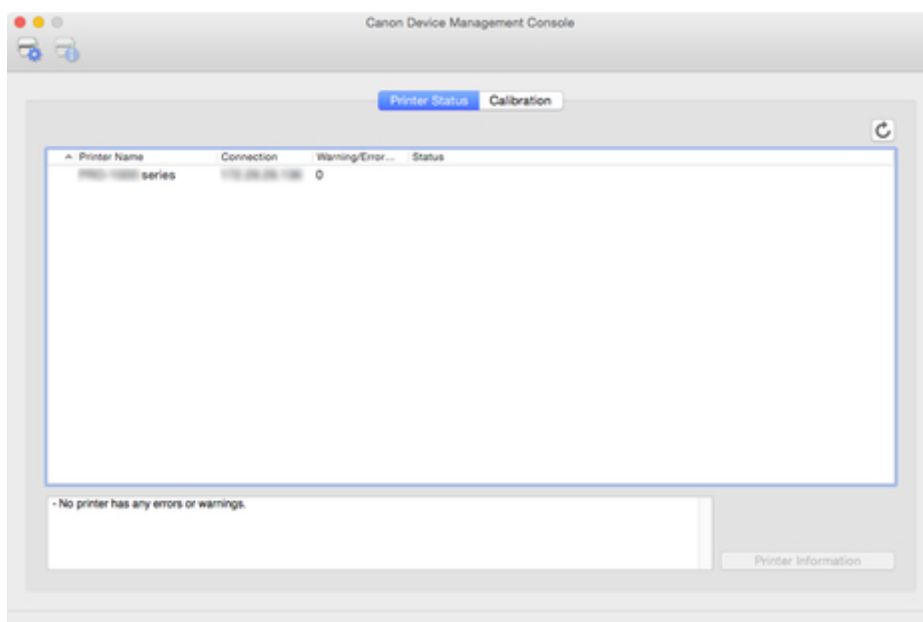 Canon Device Management Console
Printer Status Calibration
Printer Name Connection Warning/Error... Status
series 0
- No printer has any errors or warnings.
Printer Information